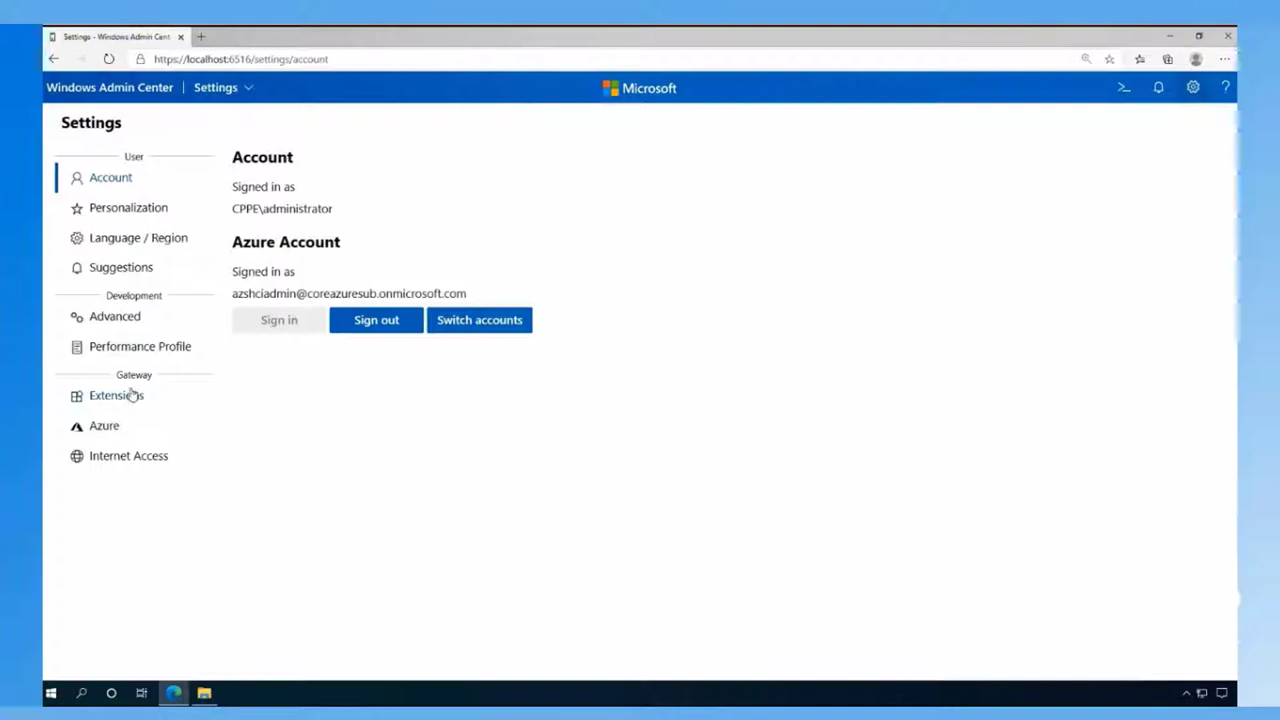 Settings - Windows Admin Cent
https://localhost:6516/settings/account
Windows Admin Center | Settings
Microsoft
>_
?
Settings
User
Account
Personalization
Language / Region
Suggestions
Development
Advanced
Performance Profile
Gateway
Extensions
Azure
Internet Access
Account
Signed in as
CPPE\administrator
Azure Account
Signed in as
azshciadmin@coreazuresub.onmicrosoft.com
Sign in
Sign out
Switch accounts